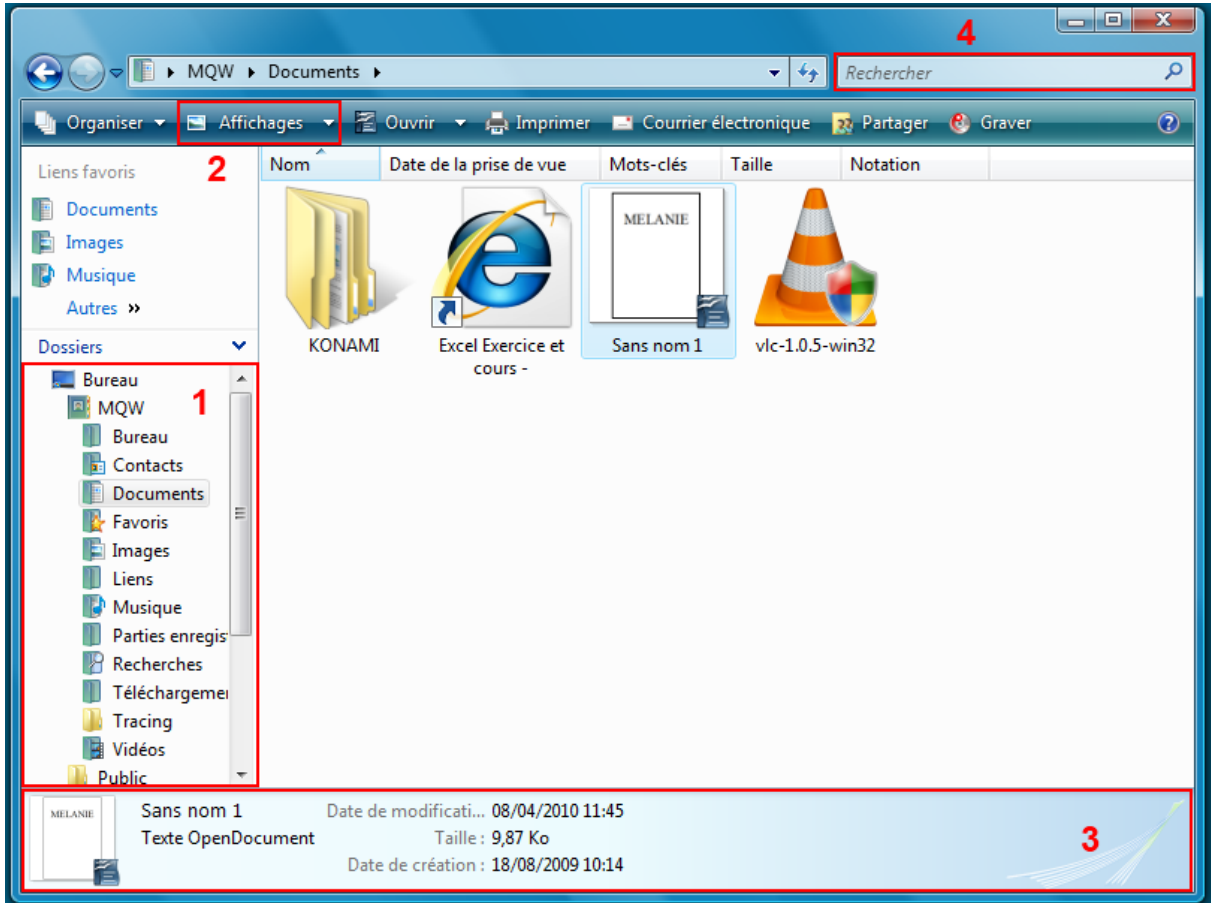 4
MQW Documents Rechercher
Organiser Affichages Ouvrir Imprimer Courrier électronique Partager Graver
2
Liens favoris
Documents
Images
Musique
Autres
Dossiers
Nom Date de la prise de vue Mots-clés Taille Notation
MELANIE
KONAMI
Excel Exercice et
cours -
Sans nom 1
vlc-1.0.5-win32
1
Bureau
MQW
Bureau
Contacts
Documents
Favoris
Images
Liens
Musique
Parties enregis
Recherches
Téléchargemen
Tracing
Vidéos
Public
MELANIE
Sans nom 1 Date de modificati... 08/04/2010 11:45
Texte OpenDocument Taille : 9,87 Ko
Date de création : 18/08/2009 10:14
3